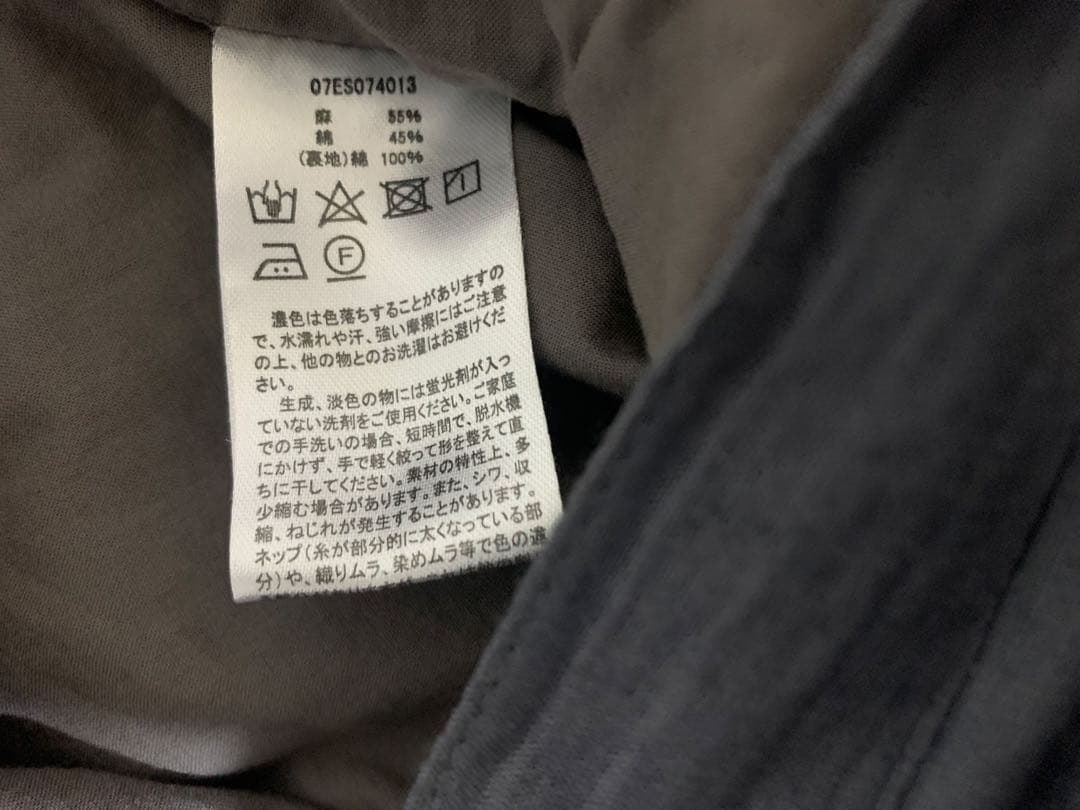 07ES074013
麻 55%
綿 45%
(裏地)綿 100%
F
濃色は色落ちすることがありますの
で、水濡れや汗、強い摩擦にはご注意
の上、他の物とのお洗濯はお避けくだ
さい。
生成、淡色の物には蛍光剤が入っ
ていない洗剤をご使用ください。ご家庭
での手洗いの場合、短時間で、脱水機
にかけず、手で軽く絞って形を整えて直
ちに干してください。素材の特性上、多
少縮む場合があります。また、シワ、収
縮、ねじれが発生することがあります。
ネップ(糸が部分的に太くなっている部
分)や、織りムラ、染めムラ等で色の違